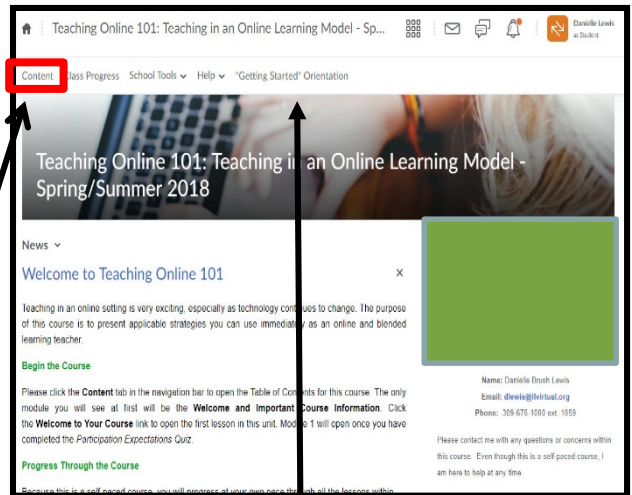 Teaching Online 101: Teaching in an Online Learning Model - Sp...
Danielle Lewis
as Student
Content Class Progress School Tools Help "Getting Started" Orientation
Teaching Online 101: Teaching in an Online Learning Model -
Spring/Summer 2018
News
Welcome to Teaching Online 101
Teaching in an online setting is very exciting, especially as technology continues to change. The purpose
of this course is to present applicable strategies you can use immediately as an online and blended
learning teacher.
Begin the Course
Please click the Content tab in the navigation bar to open the Table of Contents for this course. The only
module you will see at first will be the Welcome and Important Course Information. Click
the Welcome to Your Course link to open the first lesson in this unit. Module 1 will open once you have
completed the Participation Expectations Quiz.
Progress Through the Course
Because this is a self-paced course, you will progress at your own pace through all the lessons within
Name: Danielle Brush Lewis
Email: dlewis@ilvirtual.org
Phone: 309-676-1000 ext. 1059
Please contact me with any questions or concerns within
this course. Even though this is a self-paced course, I
am here to help at any time.